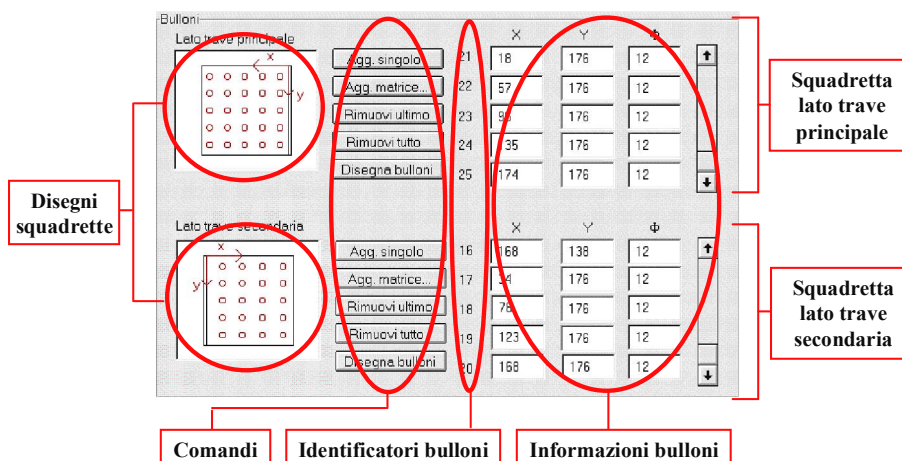 Bulloni
Lato trave principale
X Y Φ
x
y
Agg. singolo 21 18 176 12
Agg. matrice... 22 57 176 12
Rimuovi ultimo 23 176 12
Rimuovi tutto 24 135 176 12
Disegna bulloni 25 174 176 12
Squadretta
lato trave
principale
Disegni
squadrette
Lato trave secondaria
X Y Φ
x
y
Agg. singolo 16 168 138 12
Agg. matrice... 17 34 176 12
Rimuovi ultimo 18 78 176 12
Rimuovi tutto 19 123 176 12
Disegna bulloni 20 168 176 12
Squadretta
lato trave
secondaria
Comandi
Identificatori bulloni
Informazioni bulloni